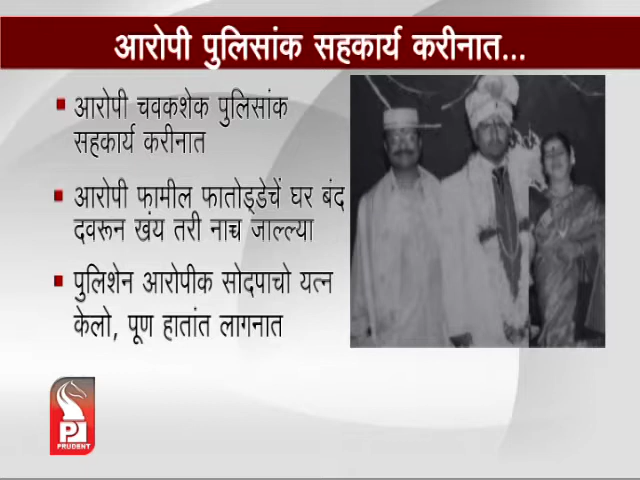 आरोपी पुलिसांक सहकार्य करीनात...
आरोपी चवकशेक पुलिसांक
सहकार्य करीनात
आरोपी फामील फातोड्डेचें घर बंद
दवरून खंय तरी नाच्च जाल्ल्या
पुलिशेन आरोपीक सोदपाचो यत्न
केलो, पूण हातांत लागनात
PRUDENT